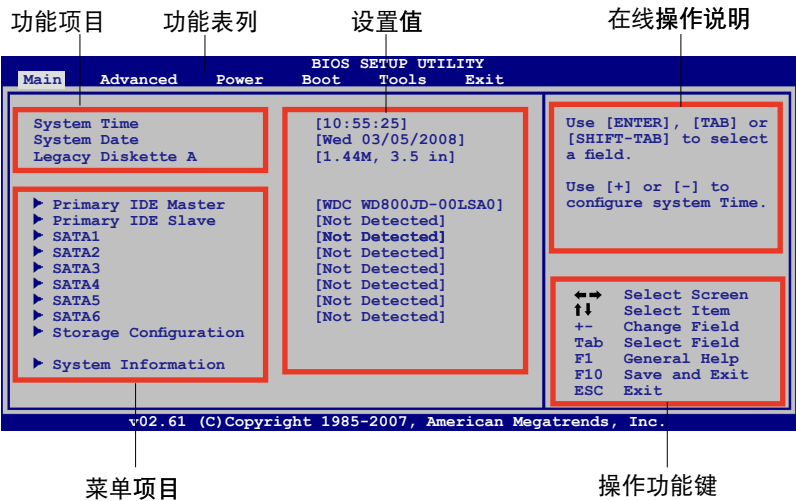 功能项目 功能表列 设置值 在线操作说明
BIOS SETUP UTILITY
Main Advanced Power Boot Tools Exit
System Time [10:55:25]
System Date [Wed 03/05/2008]
Legacy Diskette A [1.44M, 3.5 in]
Primary IDE Master [WDC WD800JD-00LSA0]
Primary IDE Slave [Not Detected]
SATA1 [Not Detected]
SATA2 [Not Detected]
SATA3 [Not Detected]
SATA4 [Not Detected]
SATA5 [Not Detected]
SATA6 [Not Detected]
Storage Configuration
System Information
Use [ENTER], [TAB] or
[SHIFT-TAB] to select
a field.
Use [+] or [-] to
configure system Time.
←→ Select Screen
↑↓ Select Item
+- Change Field
Tab Select Field
F1 General Help
F10 Save and Exit
ESC Exit
v02.61 (C)Copyright 1985-2007, American Megatrends, Inc.
菜单项目 操作功能键